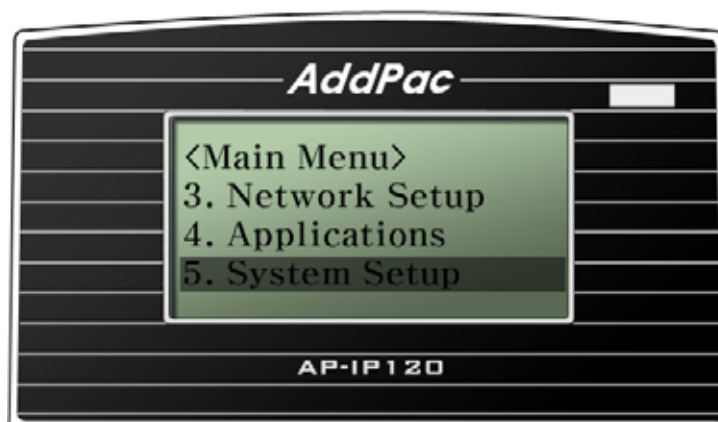 AddPac
<Main Menu>
3. Network Setup
4. Applications
5. System Setup
AP-IP120